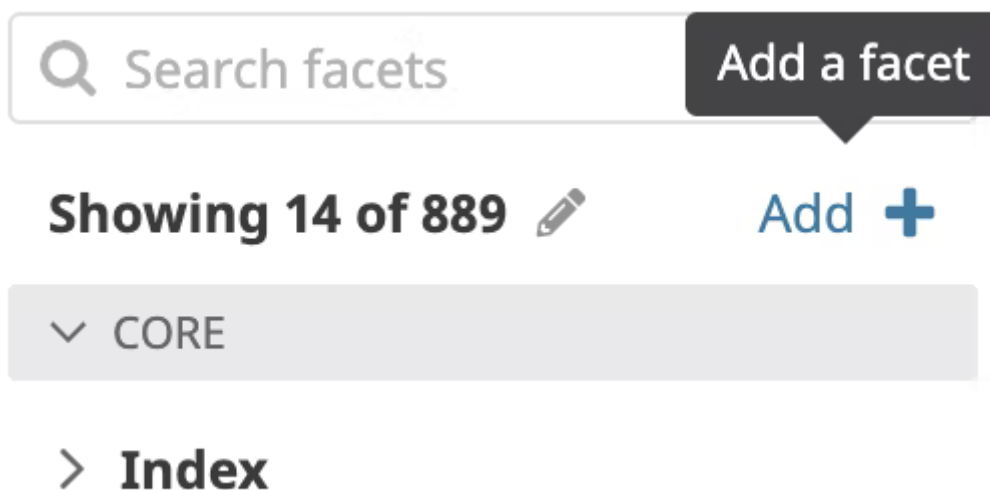 Search facets
Add a facet
Showing 14 of 889
Add
CORE
Index